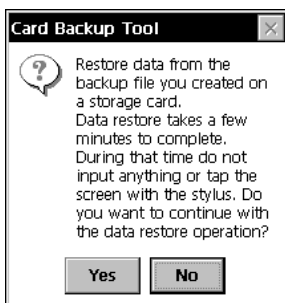 Card Backup Tool
Restore data from the
backup file you created on
a storage card.
Data restore takes a few
minutes to complete.
During that time do not
input anything or tap the
screen with the stylus. Do
you want to continue with
the data restore operation?
Yes No